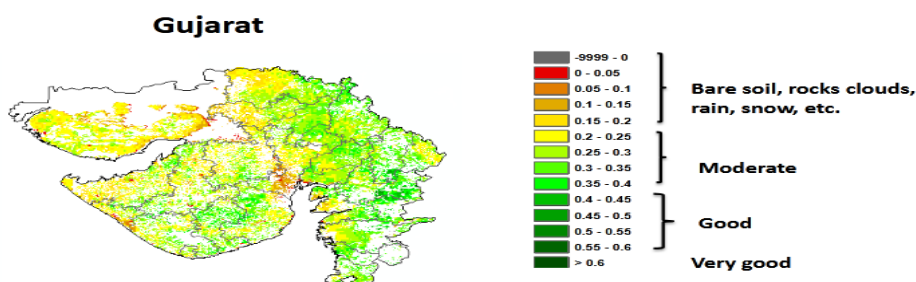 Gujarat
-9999 - 0
0 - 0.05
0.05 - 0.1
0.1 - 0.15
0.15 - 0.2
0.2 - 0.25
0.25 - 0.3
0.3 - 0.35
0.35 - 0.4
0.4 - 0.45
0.45 - 0.5
0.5 - 0.55
0.55 - 0.6
> 0.6
Bare soil, rocks clouds,
rain, snow, etc.
Moderate
Good
Very good